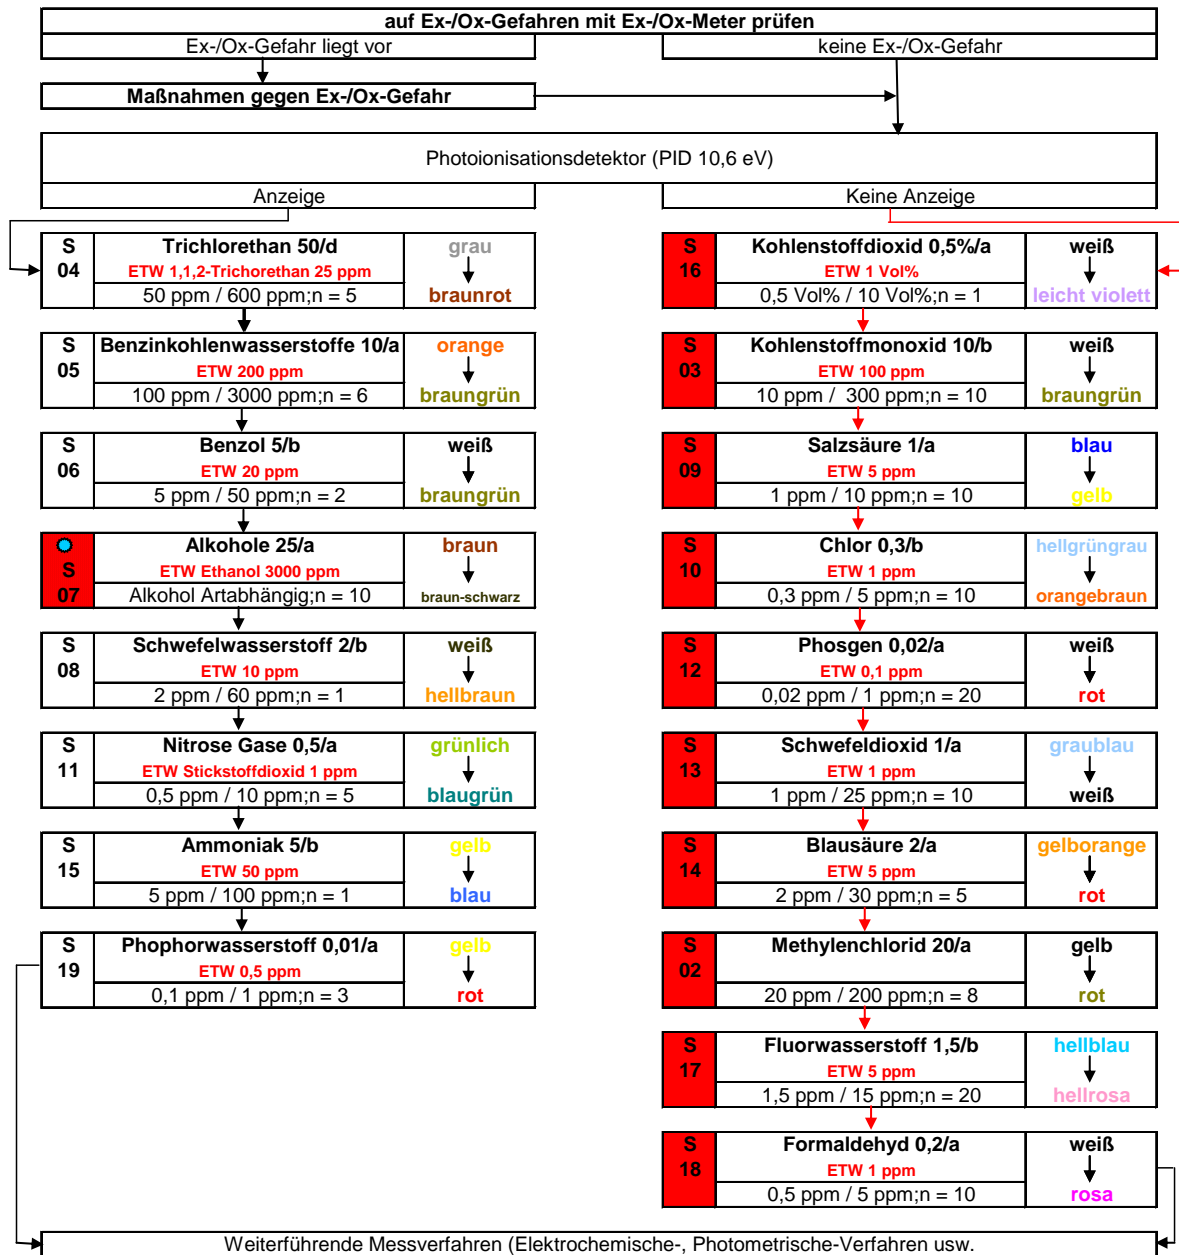 auf Ex-/Ox-Gefahren mit Ex-/Ox-Meter prüfen
Ex-/Ox-Gefahr liegt vor
keine Ex-/Ox-Gefahr
Maßnahmen gegen Ex-/Ox-Gefahr
Photoionisationsdetektor (PID 10,6 eV)
Anzeige
Keine Anzeige
S
04
Trichlorethan 50/d
ETW 1,1,2-Trichorethan 25 ppm
50 ppm / 600 ppm;n = 5
grau
braunrot
S
05
Benzinkohlenwasserstoffe 10/a
ETW 200 ppm
100 ppm / 3000 ppm;n = 6
orange
braungrün
S
06
Benzol 5/b
ETW 20 ppm
5 ppm / 50 ppm;n = 2
weiß
braungrün
S
07
Alkohole 25/a
ETW Ethanol 3000 ppm
Alkohol Artabhängig;n = 10
braun
braun-schwarz
S
08
Schwefelwasserstoff 2/b
ETW 10 ppm
2 ppm / 60 ppm;n = 1
weiß
hellbraun
S
11
Nitrose Gase 0,5/a
ETW Stickstoffdioxid 1 ppm
0,5 ppm / 10 ppm;n = 5
grünlich
blaugrün
S
15
Ammoniak 5/b
ETW 50 ppm
5 ppm / 100 ppm;n = 1
gelb
blau
S
19
Phophorwasserstoff 0,01/a
ETW 0,5 ppm
0,1 ppm / 1 ppm;n = 3
gelb
rot
S
16
Kohlenstoffdioxid 0,5%/a
ETW 1 Vol%
0,5 Vol% / 10 Vol%;n = 1
weiß
leicht violett
S
03
Kohlenstoffmonoxid 10/b
ETW 100 ppm
10 ppm / 300 ppm;n = 10
weiß
braungrün
S
09
Salzsäure 1/a
ETW 5 ppm
1 ppm / 10 ppm;n = 10
blau
gelb
S
10
Chlor 0,3/b
ETW 1 ppm
0,3 ppm / 5 ppm;n = 10
hellgrüngrau
orangebraun
S
12
Phosgen 0,02/a
ETW 0,1 ppm
0,02 ppm / 1 ppm;n = 20
weiß
rot
S
13
Schwefeldioxid 1/a
ETW 1 ppm
1 ppm / 25 ppm;n = 10
graublau
weiß
S
14
Blausäure 2/a
ETW 5 ppm
2 ppm / 30 ppm;n = 5
gelborange
rot
S
02
Methylenchlorid 20/a
20 ppm / 200 ppm;n = 8
gelb
rot
S
17
Fluorwasserstoff 1,5/b
ETW 5 ppm
1,5 ppm / 15 ppm;n = 20
hellblau
hellrosa
S
18
Formaldehyd 0,2/a
ETW 1 ppm
0,5 ppm / 5 ppm;n = 10
weiß
rosa
Weiterführende Messverfahren (Elektrochemische-, Photometrische-Verfahren usw.